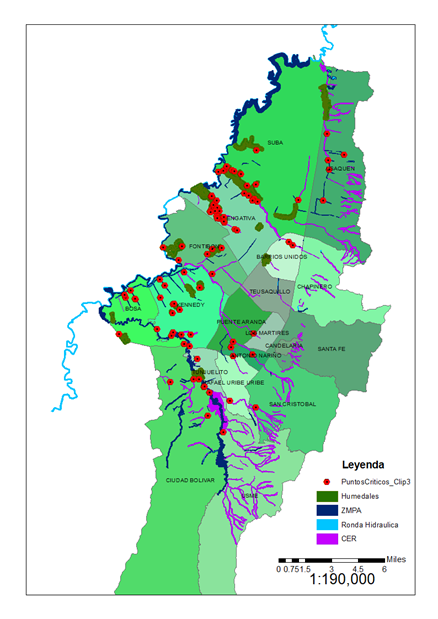 SUBA
USAQUEN
ENGATIVA
FONTIBON
BARRIOS UNIDOS
TEUSAQUILLO
CHAPINERO
KENNEDY
BOSA
PUENTE ARANDA
LOS MARTIRES
CANDELARIA
SANTA FE
ANTONIO NARIÑO
TUNJUELITO
RAFAEL URIBE URIBE
SAN CRISTOBAL
CIUDAD BOLIVAR
USME
Leyenda
PuntosCriticos_Clip3
Humedales
ZMPA
Ronda Hidraulica
CER
Miles
0 0.75 1.5 3 4.5 6
1:190,000